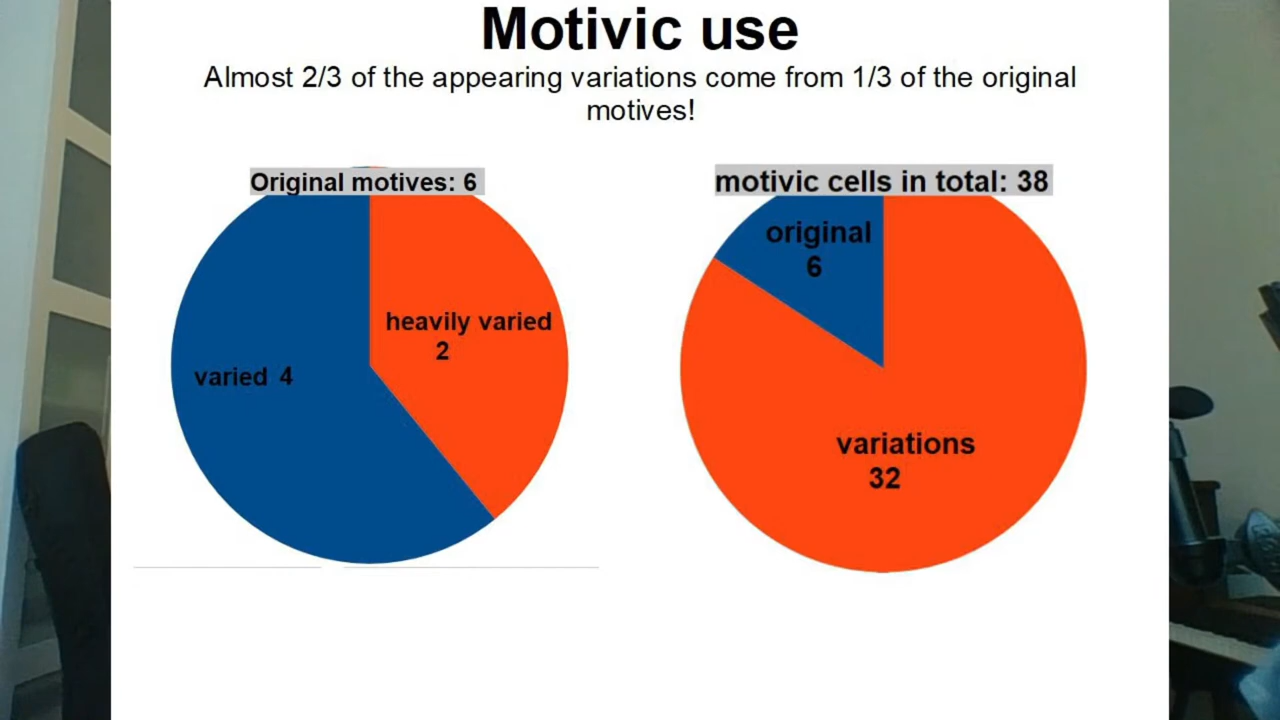 Motivic use
Almost 2/3 of the appearing variations come from 1/3 of the original
motives!
Original motives: 6
heavily varied
2
varied 4
motivic cells in total: 38
original
6
variations
32